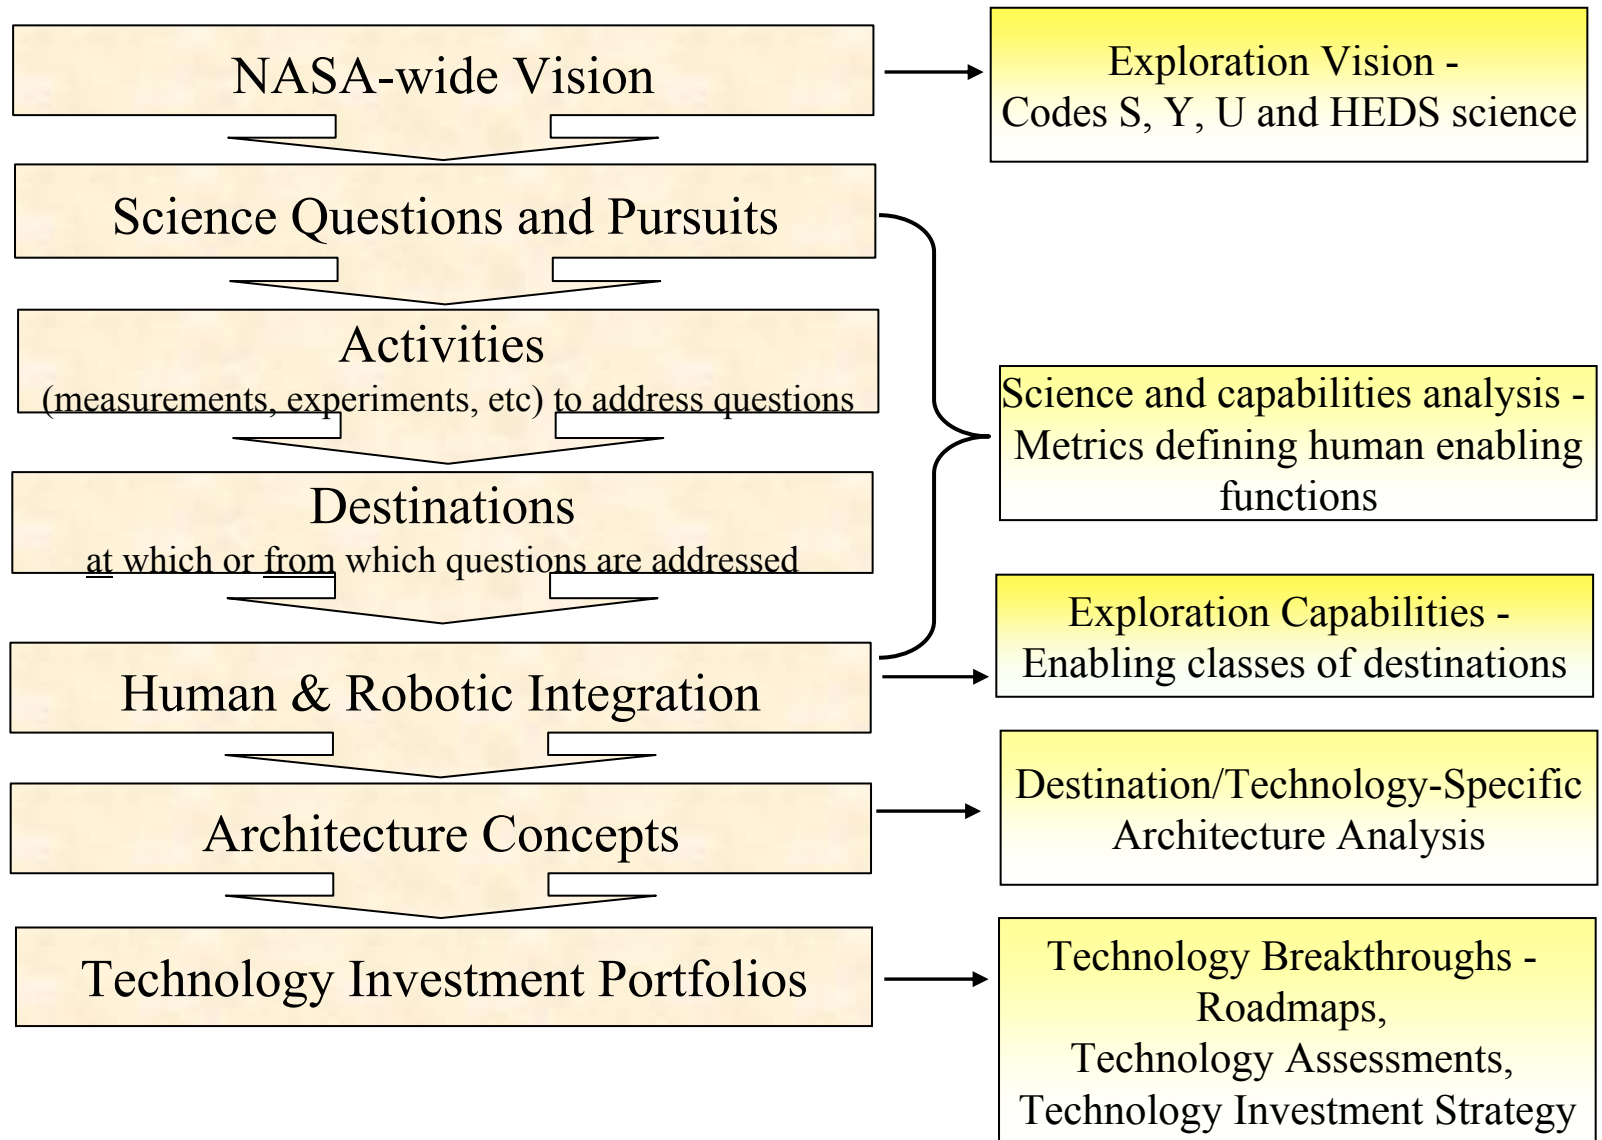 NASA-wide Vision
Exploration Vision -
Codes S, Y, U and HEDS science
Science Questions and Pursuits
Activities
(measurements, experiments, etc) to address questions
Science and capabilities analysis -
Metrics defining human enabling
functions
Destinations
at which or from which questions are addressed
Exploration Capabilities -
Enabling classes of destinations
Human & Robotic Integration
Destination/Technology-Specific
Architecture Analysis
Architecture Concepts
Technology Investment Portfolios
Technology Breakthroughs -
Roadmaps,
Technology Assessments,
Technology Investment Strategy